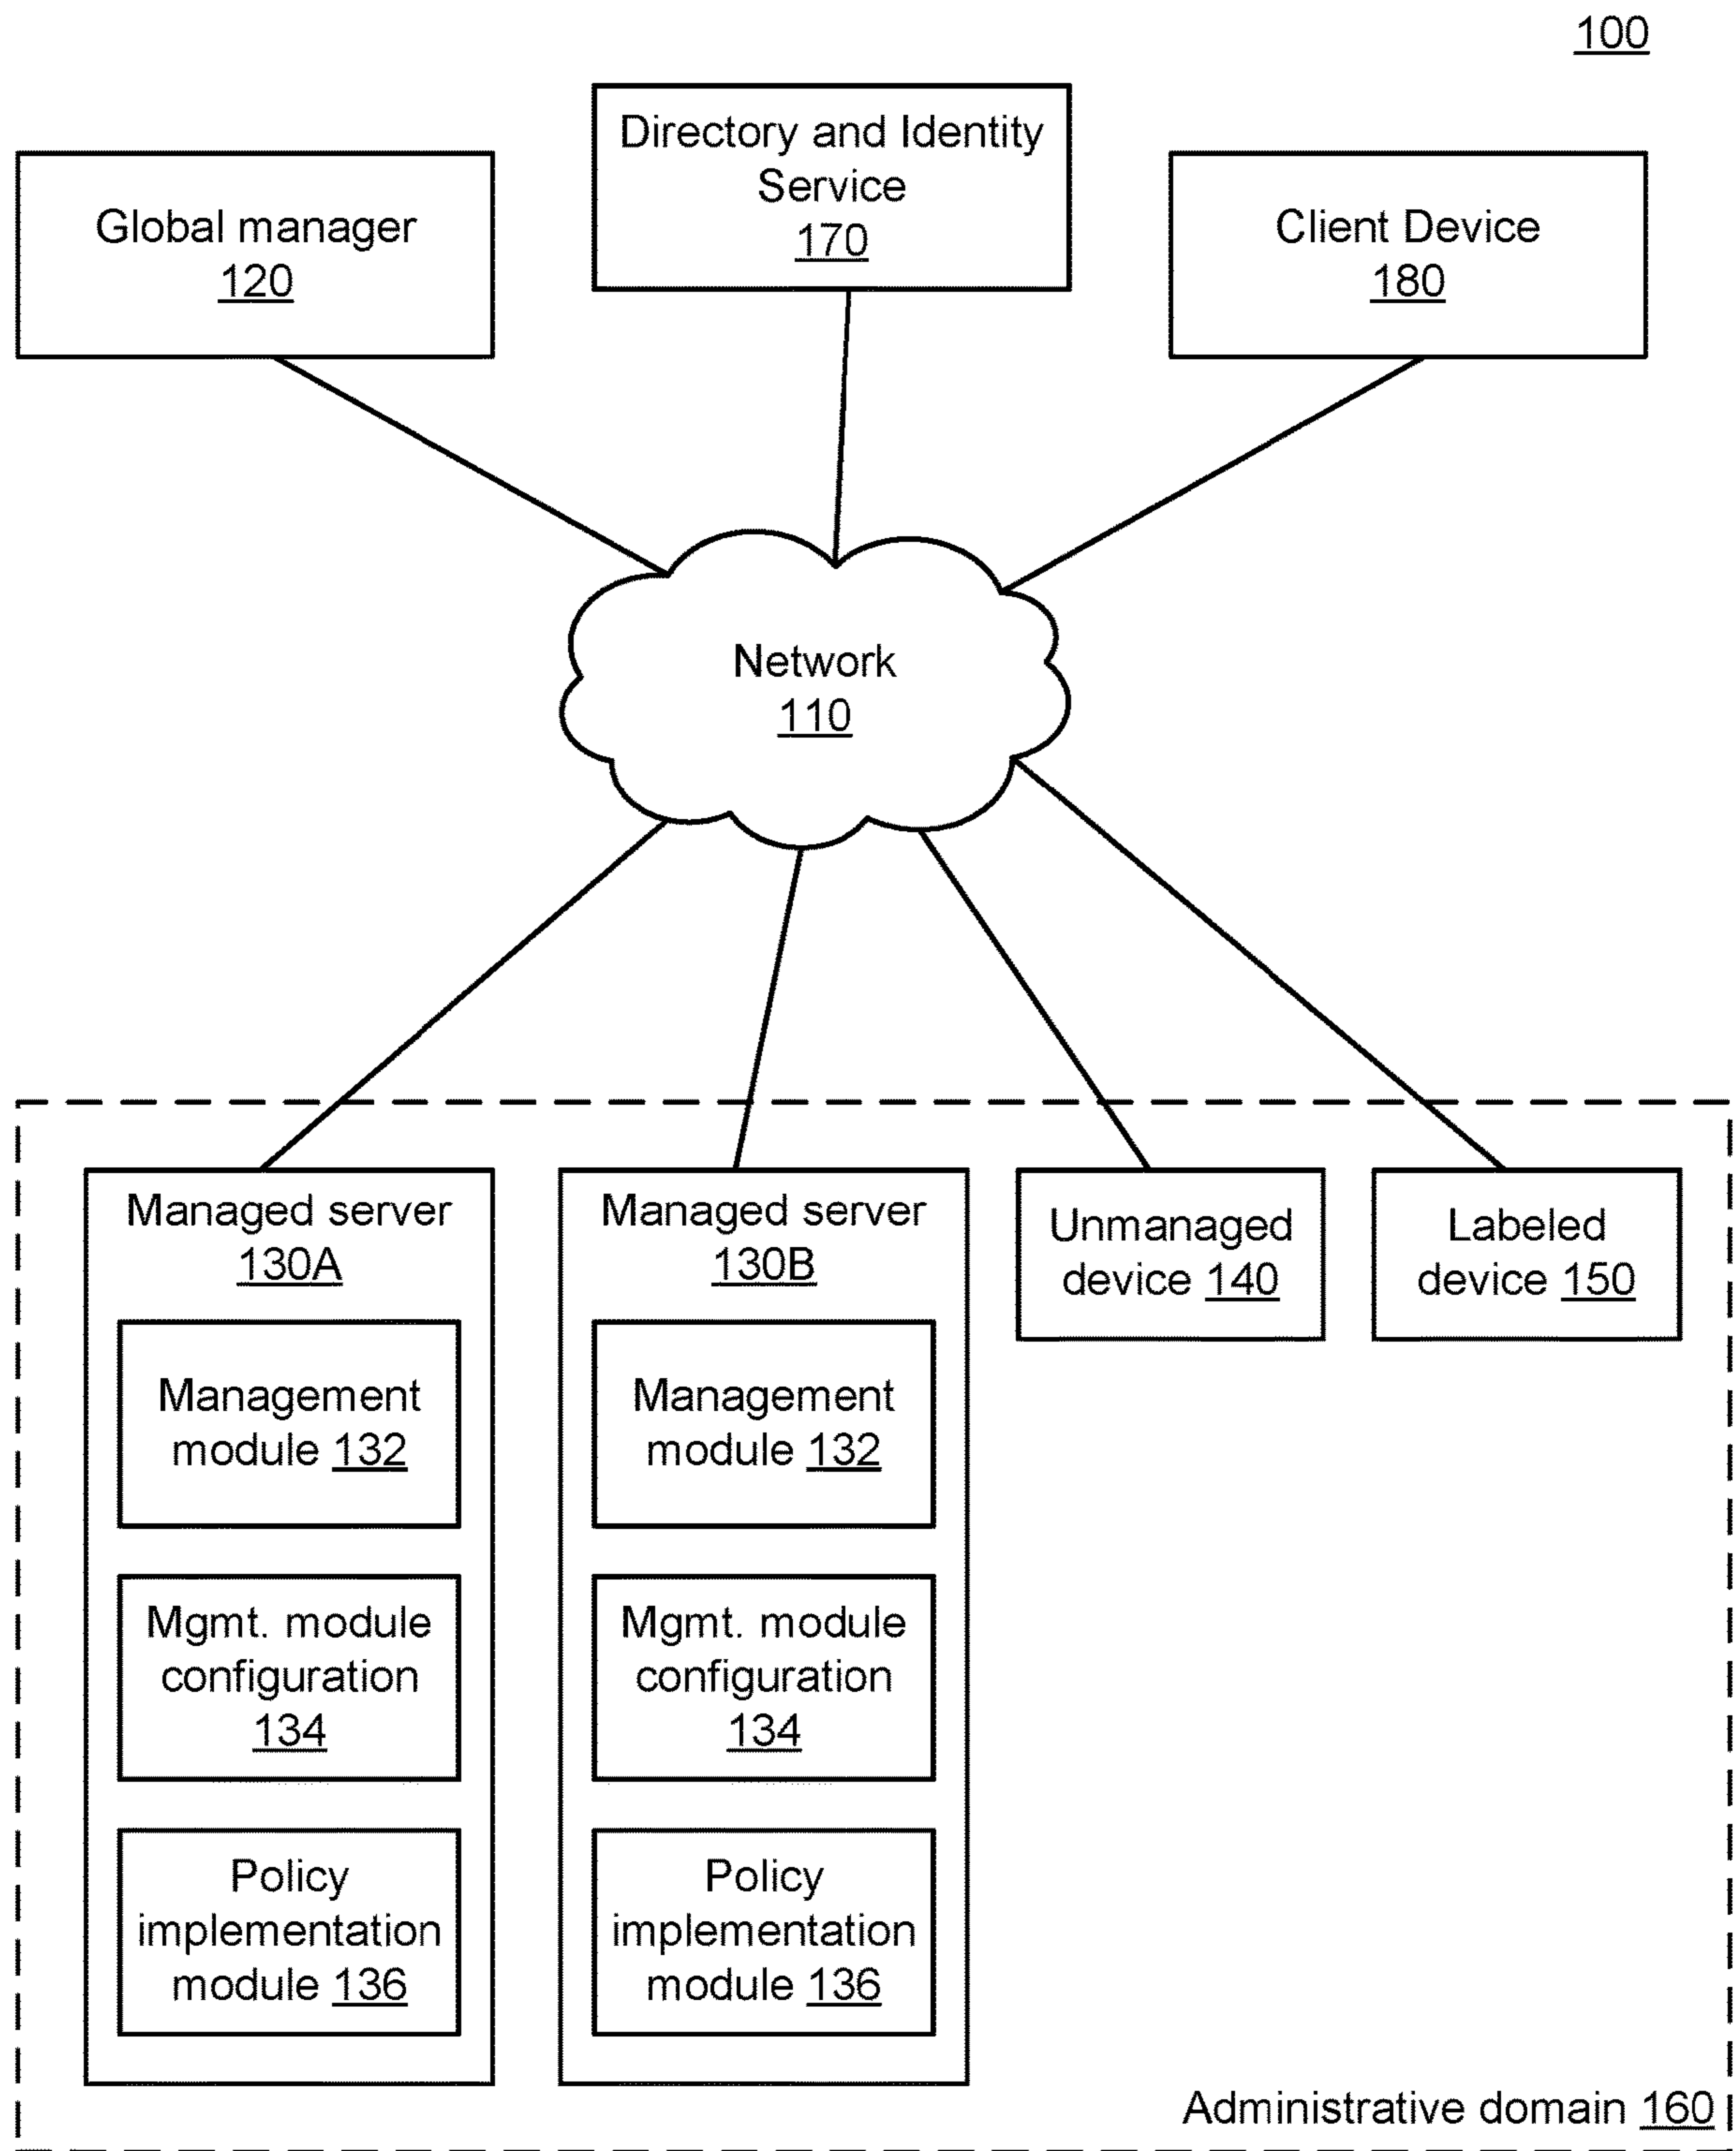 100
Directory and Identity
Service
170
Global manager
120
Client Device
180
Network
110
Managed server
130A
Management
module 132
Mgmt. module
configuration
134
Policy
implementation
module 136
Managed server
130B
Management
module 132
Mgmt. module
configuration
134
Policy
implementation
module 136
Unmanaged
device 140
Labeled
device 150
Administrative domain 160